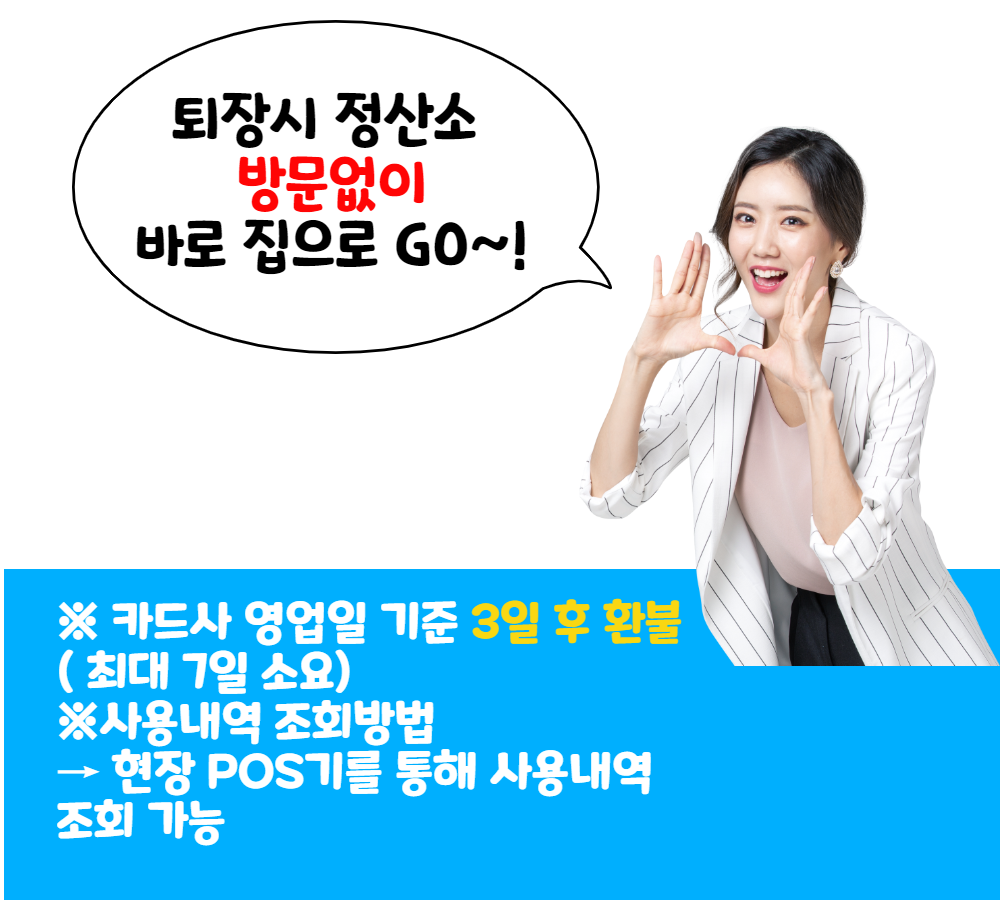 퇴장시 정산소
방문없이
바로 집으로 GO~!
※ 카드사 영업일 기준 3일 후 환불
( 최대 7일 소요)
※사용내역 조회방법
→ 현장 POS기를 통해 사용내역
조회 가능